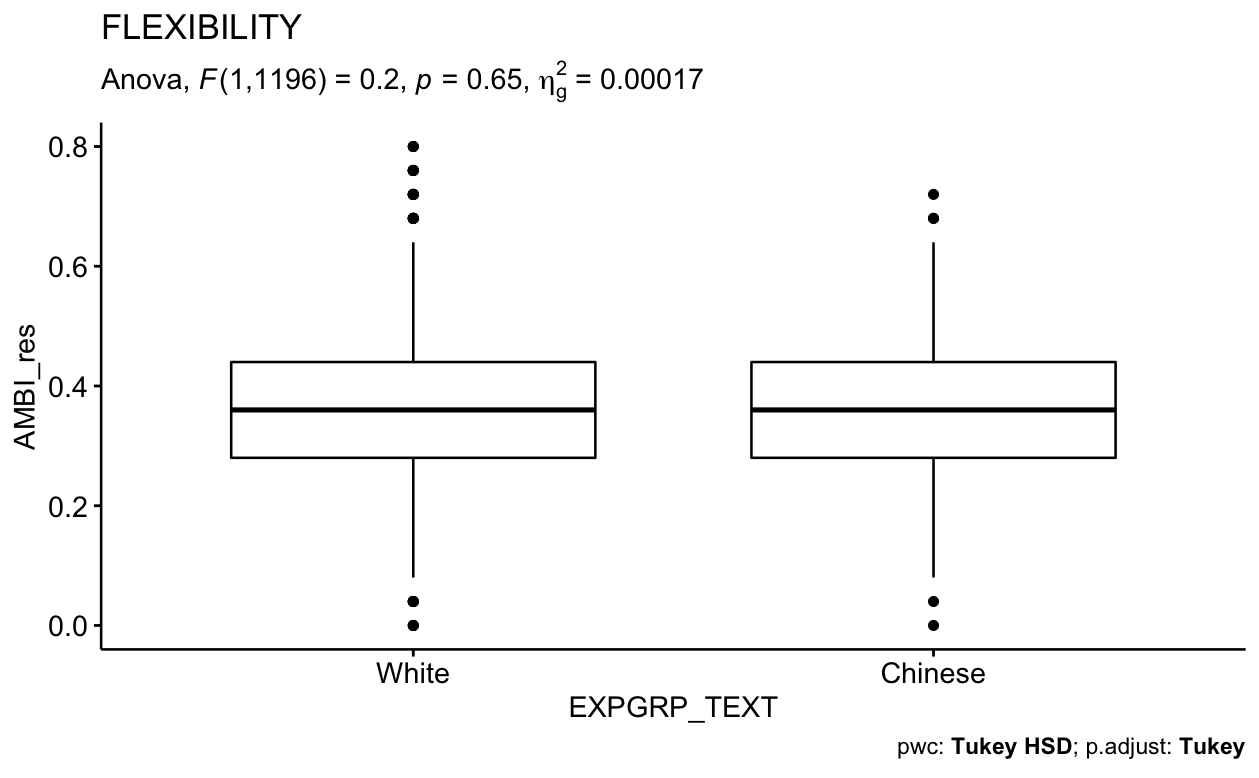 FLEXIBILITY
Anova, F(1,1196) = 0.2, p = 0.65, η²g = 0.00017
AMBI_res
0.8
0.6
0.4
0.2
0.0
White Chinese
EXPGRP_TEXT
pwc: Tukey HSD; p.adjust: Tukey